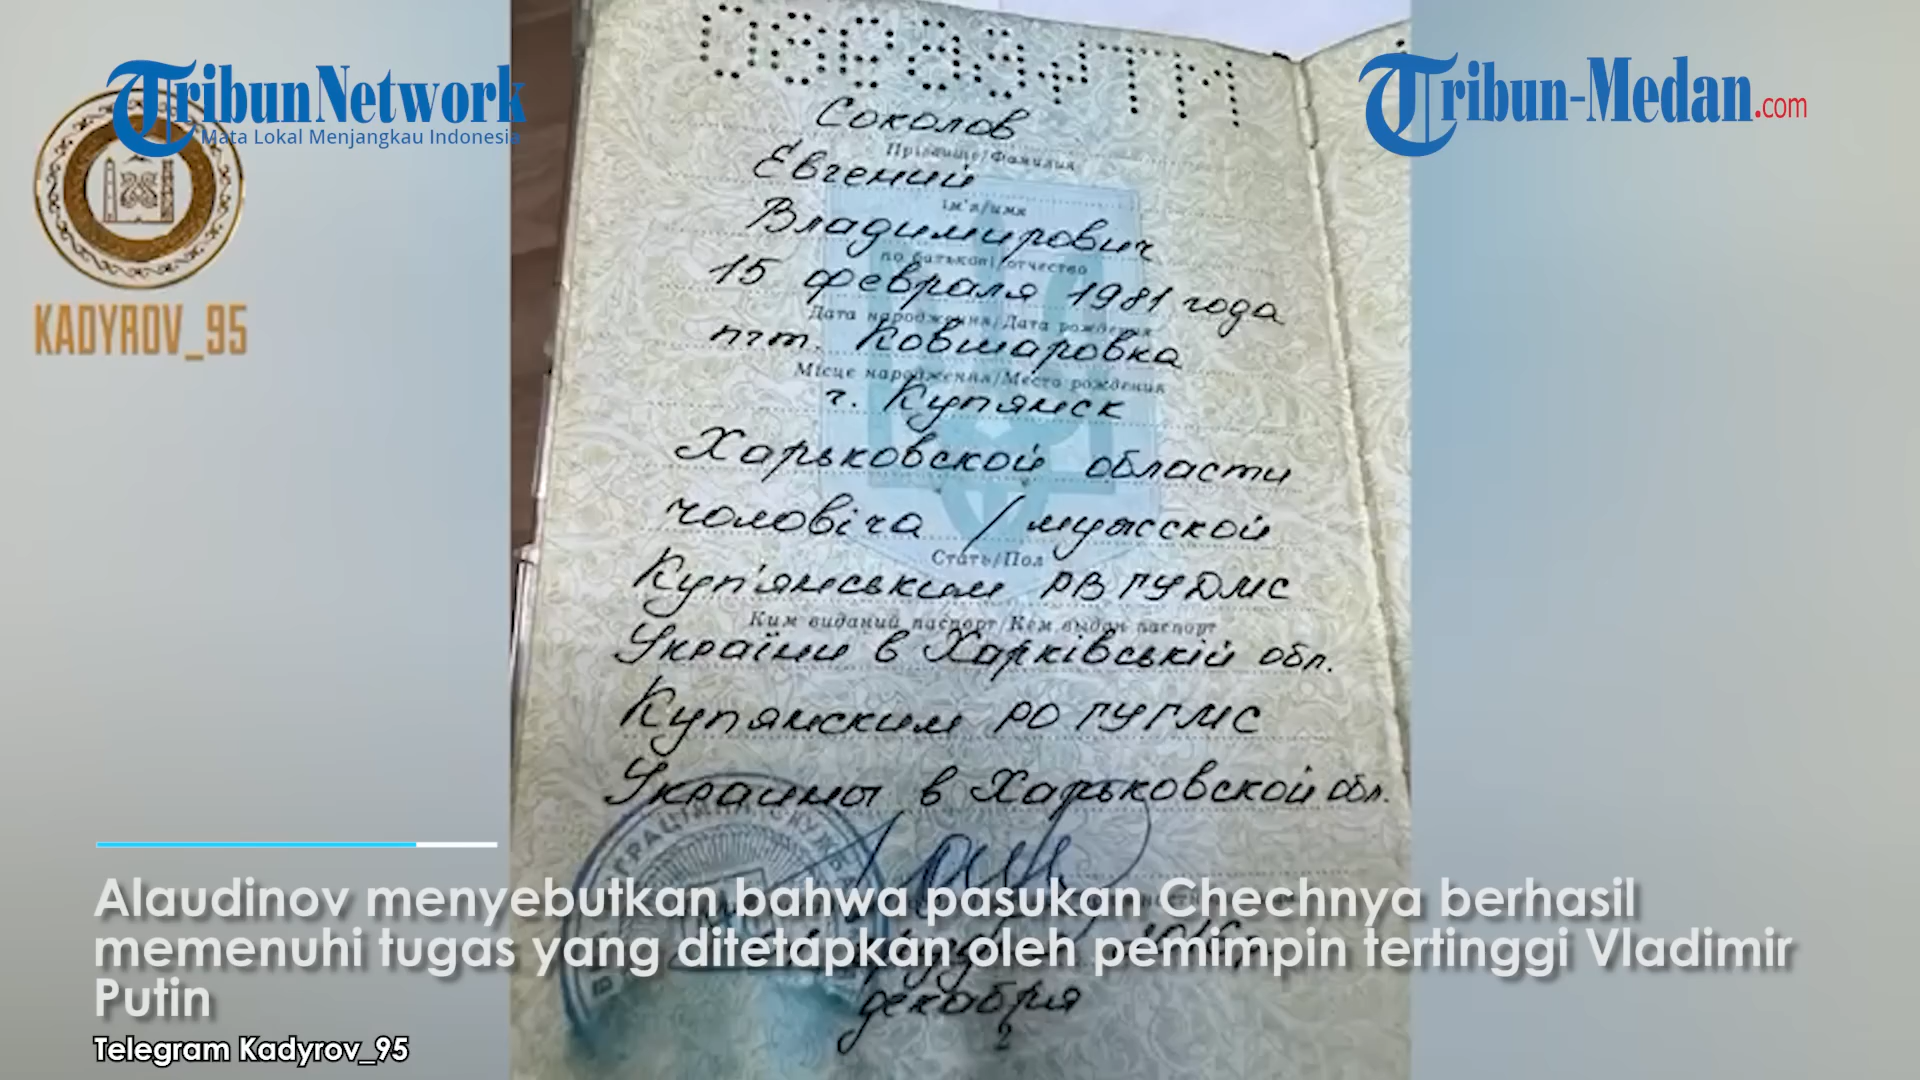 TribunNetwork
Mata Lokal Menjangkau Indonesia
KADYROV_95
Tribun-Medan.com
Соколов
Прізвище/Фамилия
Евгений
ім'я/имя
Владимирович
по батькові/отчество
15 февраля 1981 года
Дата народження/Дата рождения
пгт. Ковшаровка
Місце народження/Место рождения
г. Купянск
Харьковской области
чоловіча / мужской
Стать/Пол
Куп'янським РВ ГУДМС
Ким виданий паспорт/Кем выдан паспорт
України в Харківській обл.
Купянским РО ГУГМС
Украины в Харьковской обл.
декабря
2
Alaudinov menyebutkan bahwa pasukan Chechnya berhasil
memenuhi tugas yang ditetapkan oleh pemimpin tertinggi Vladimir
Putin
Telegram Kadyrov_95